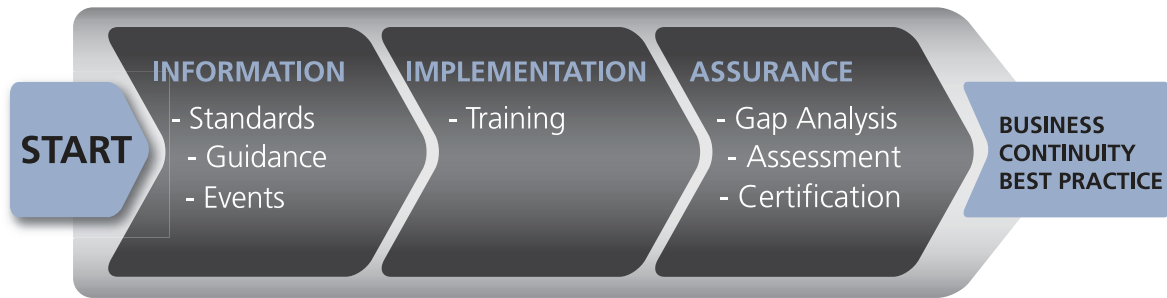 START
INFORMATION
- Standards
- Guidance
- Events
IMPLEMENTATION
- Training
ASSURANCE
- Gap Analysis
- Assessment
- Certification
BUSINESS
CONTINUITY
BEST PRACTICE